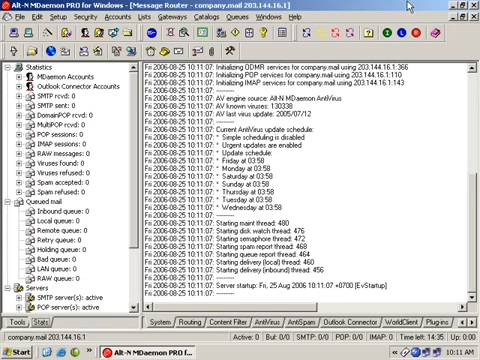 Alt-N MDaemon PRO for Windows - [Message Router - company.mail 203.144.16.1]
File Setup Security Accounts Lists Gateways Catalogs Queues Windows Help
Statistics
MDaemon Accounts
Outlook Connector Accounts
SMTP rcvd: 0
SMTP sent: 0
DomainPOP rcvd: 0
MultiPOP rcvd: 0
POP sessions: 0
IMAP sessions: 0
RAW messages: 0
Viruses found: 0
Viruses refused: 0
Spam accepted: 0
Spam refused: 0
Queued mail
Inbound queue: 0
Local queue: 0
Remote queue: 0
Retry queue: 0
Holding queue: 0
Bad queue: 0
LAN queue: 0
RAW queue: 0
Servers
SMTP server(s): active
POP server(s): active
Tools Stats
Fri 2006-08-25 10:11:07: Initializing ODMR services for company.mail using 203.144.16.1:366
Fri 2006-08-25 10:11:07: Initializing POP services for company.mail using 203.144.16.1:110
Fri 2006-08-25 10:11:07: Initializing IMAP services for company.mail using 203.144.16.1:143
Fri 2006-08-25 10:11:07: --------
Fri 2006-08-25 10:11:07: AV engine source: Alt-N MDaemon AntiVirus
Fri 2006-08-25 10:11:07: AV known viruses: 130338
Fri 2006-08-25 10:11:07: AV last virus update: 2005/07/12
Fri 2006-08-25 10:11:07: --------
Fri 2006-08-25 10:11:07: Current AntiVirus update schedule:
Fri 2006-08-25 10:11:07: * Simple scheduling is disabled
Fri 2006-08-25 10:11:07: * Urgent updates are enabled
Fri 2006-08-25 10:11:07: * Update schedule:
Fri 2006-08-25 10:11:07: * Friday at 03:58
Fri 2006-08-25 10:11:07: * Monday at 03:58
Fri 2006-08-25 10:11:07: * Saturday at 03:58
Fri 2006-08-25 10:11:07: * Sunday at 03:58
Fri 2006-08-25 10:11:07: * Thursday at 03:58
Fri 2006-08-25 10:11:07: * Tuesday at 03:58
Fri 2006-08-25 10:11:07: * Wednesday at 03:58
Fri 2006-08-25 10:11:07: --------
Fri 2006-08-25 10:11:07: Starting maint thread: 480
Fri 2006-08-25 10:11:07: Starting disk watch thread: 476
Fri 2006-08-25 10:11:07: Starting semaphore thread: 472
Fri 2006-08-25 10:11:07: Starting spam report thread: 468
Fri 2006-08-25 10:11:07: Starting queue report thread: 464
Fri 2006-08-25 10:11:07: Starting delivery (local) thread: 460
Fri 2006-08-25 10:11:07: Starting delivery (inbound) thread: 456
Fri 2006-08-25 10:11:07: --------
Fri 2006-08-25 10:11:07: Server startup: Fri, 25 Aug 2006 10:11:07 +0700 [EvStartup]
Fri 2006-08-25 10:11:07: --------
System Routing Content Filter AntiVirus AntiSpam Outlook Connector WorldClient Plug-ins
company.mail 203.144.16.1 Active: 0 Bul: 0/0 SMTP: 0/0 POP: 0/0 IMAP: 0 Time left: 14:35 Up: 0:00
Start Alt-N MDaemon PRO f... 10:11 AM